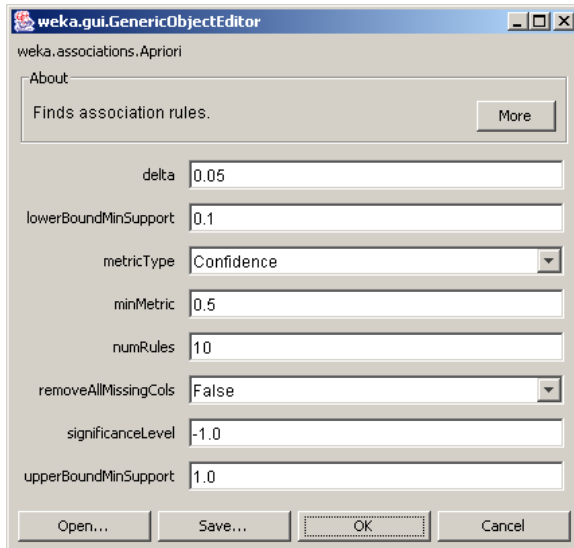 weka.gui.GenericObjectEditor
weka.associations.Apriori
About
Finds association rules.
More
delta 0.05
lowerBoundMinSupport 0.1
metricType Confidence
minMetric 0.5
numRules 10
removeAllMissingCols False
significanceLevel -1.0
upperBoundMinSupport 1.0
Open... Save... OK Cancel